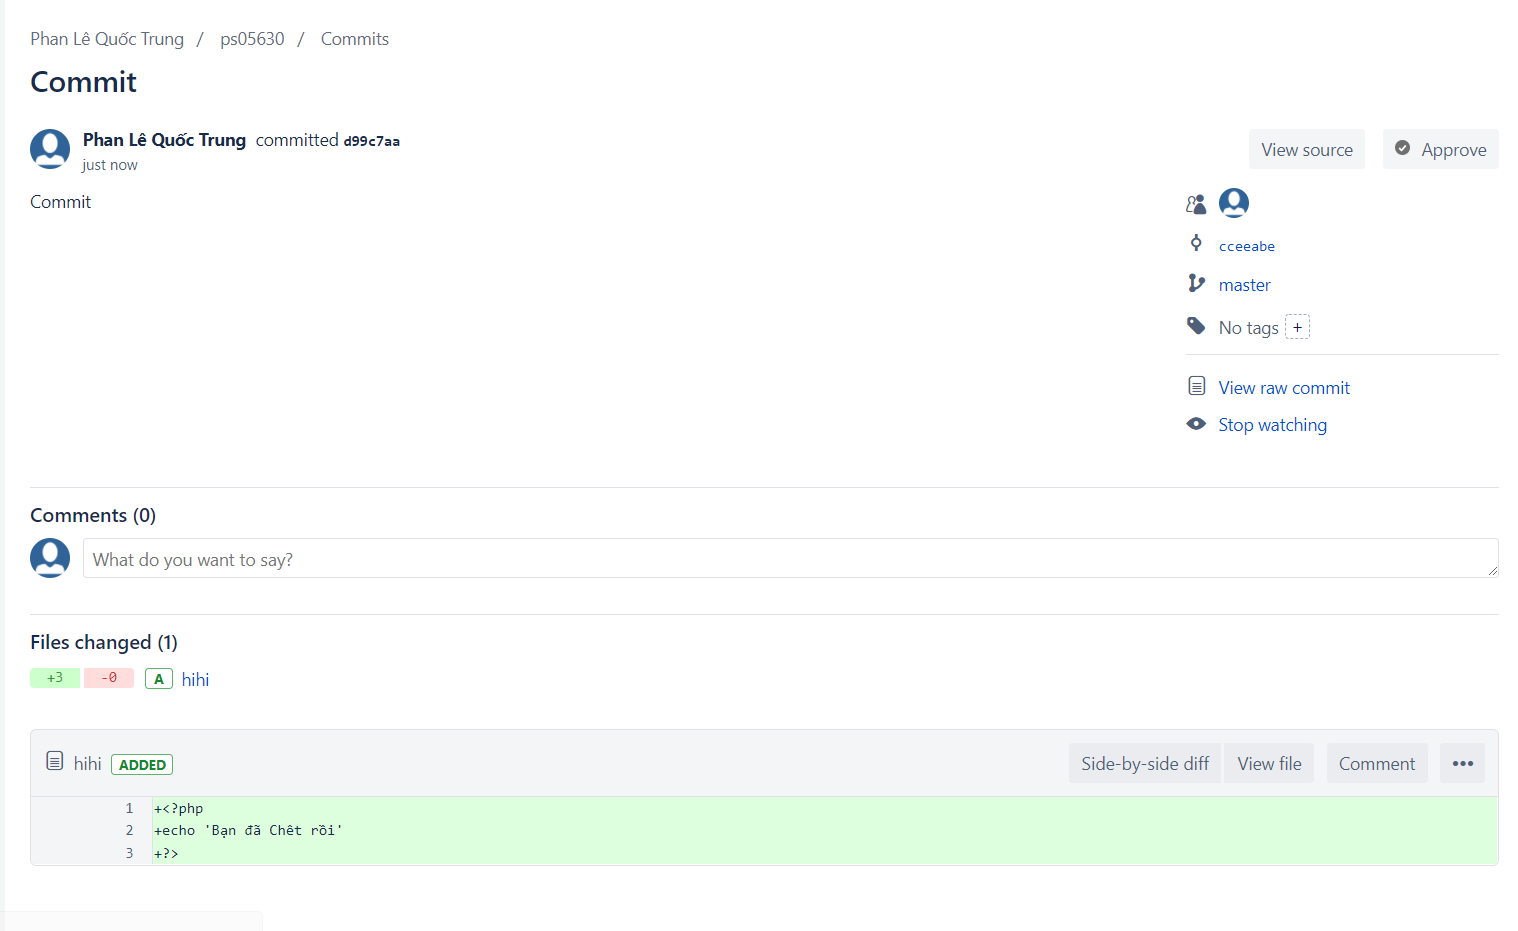 Phan Lê Quốc Trung / ps05630 / Commits
Commit
Phan Lê Quốc Trung committed d99c7aa
just now
View source
Approve
Commit
cceeabe
master
No tags +
View raw commit
Stop watching
Comments (0)
What do you want to say?
Files changed (1)
+3 -0 A hihi
hihi ADDED
Side-by-side diff View file Comment •••
1 +<?php
2 +echo 'Bạn đã Chêt rồi'
3 +?>